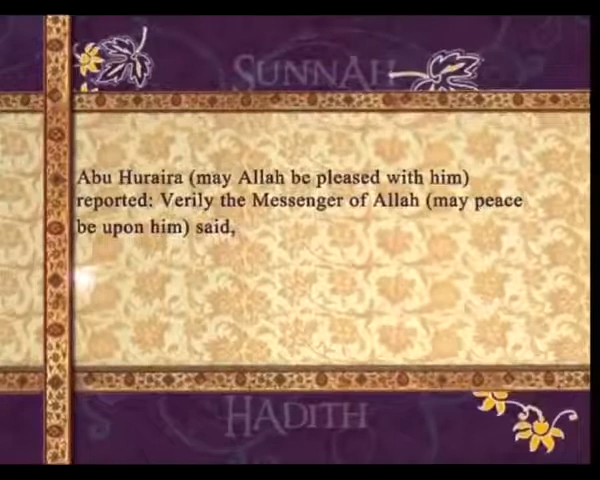 SUNNAH
Abu Huraira (may Allah be pleased with him)
reported: Verily the Messenger of Allah (may peace
be upon him) said,
HADITH